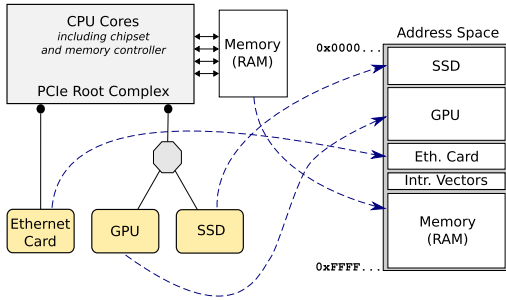 CPU Cores
including chipset
and memory controller
PCIe Root Complex
Memory
(RAM)
Ethernet
Card
GPU
SSD
Address Space
0x0000...
SSD
GPU
Eth. Card
Intr. Vectors
Memory
(RAM)
0xFFFF...